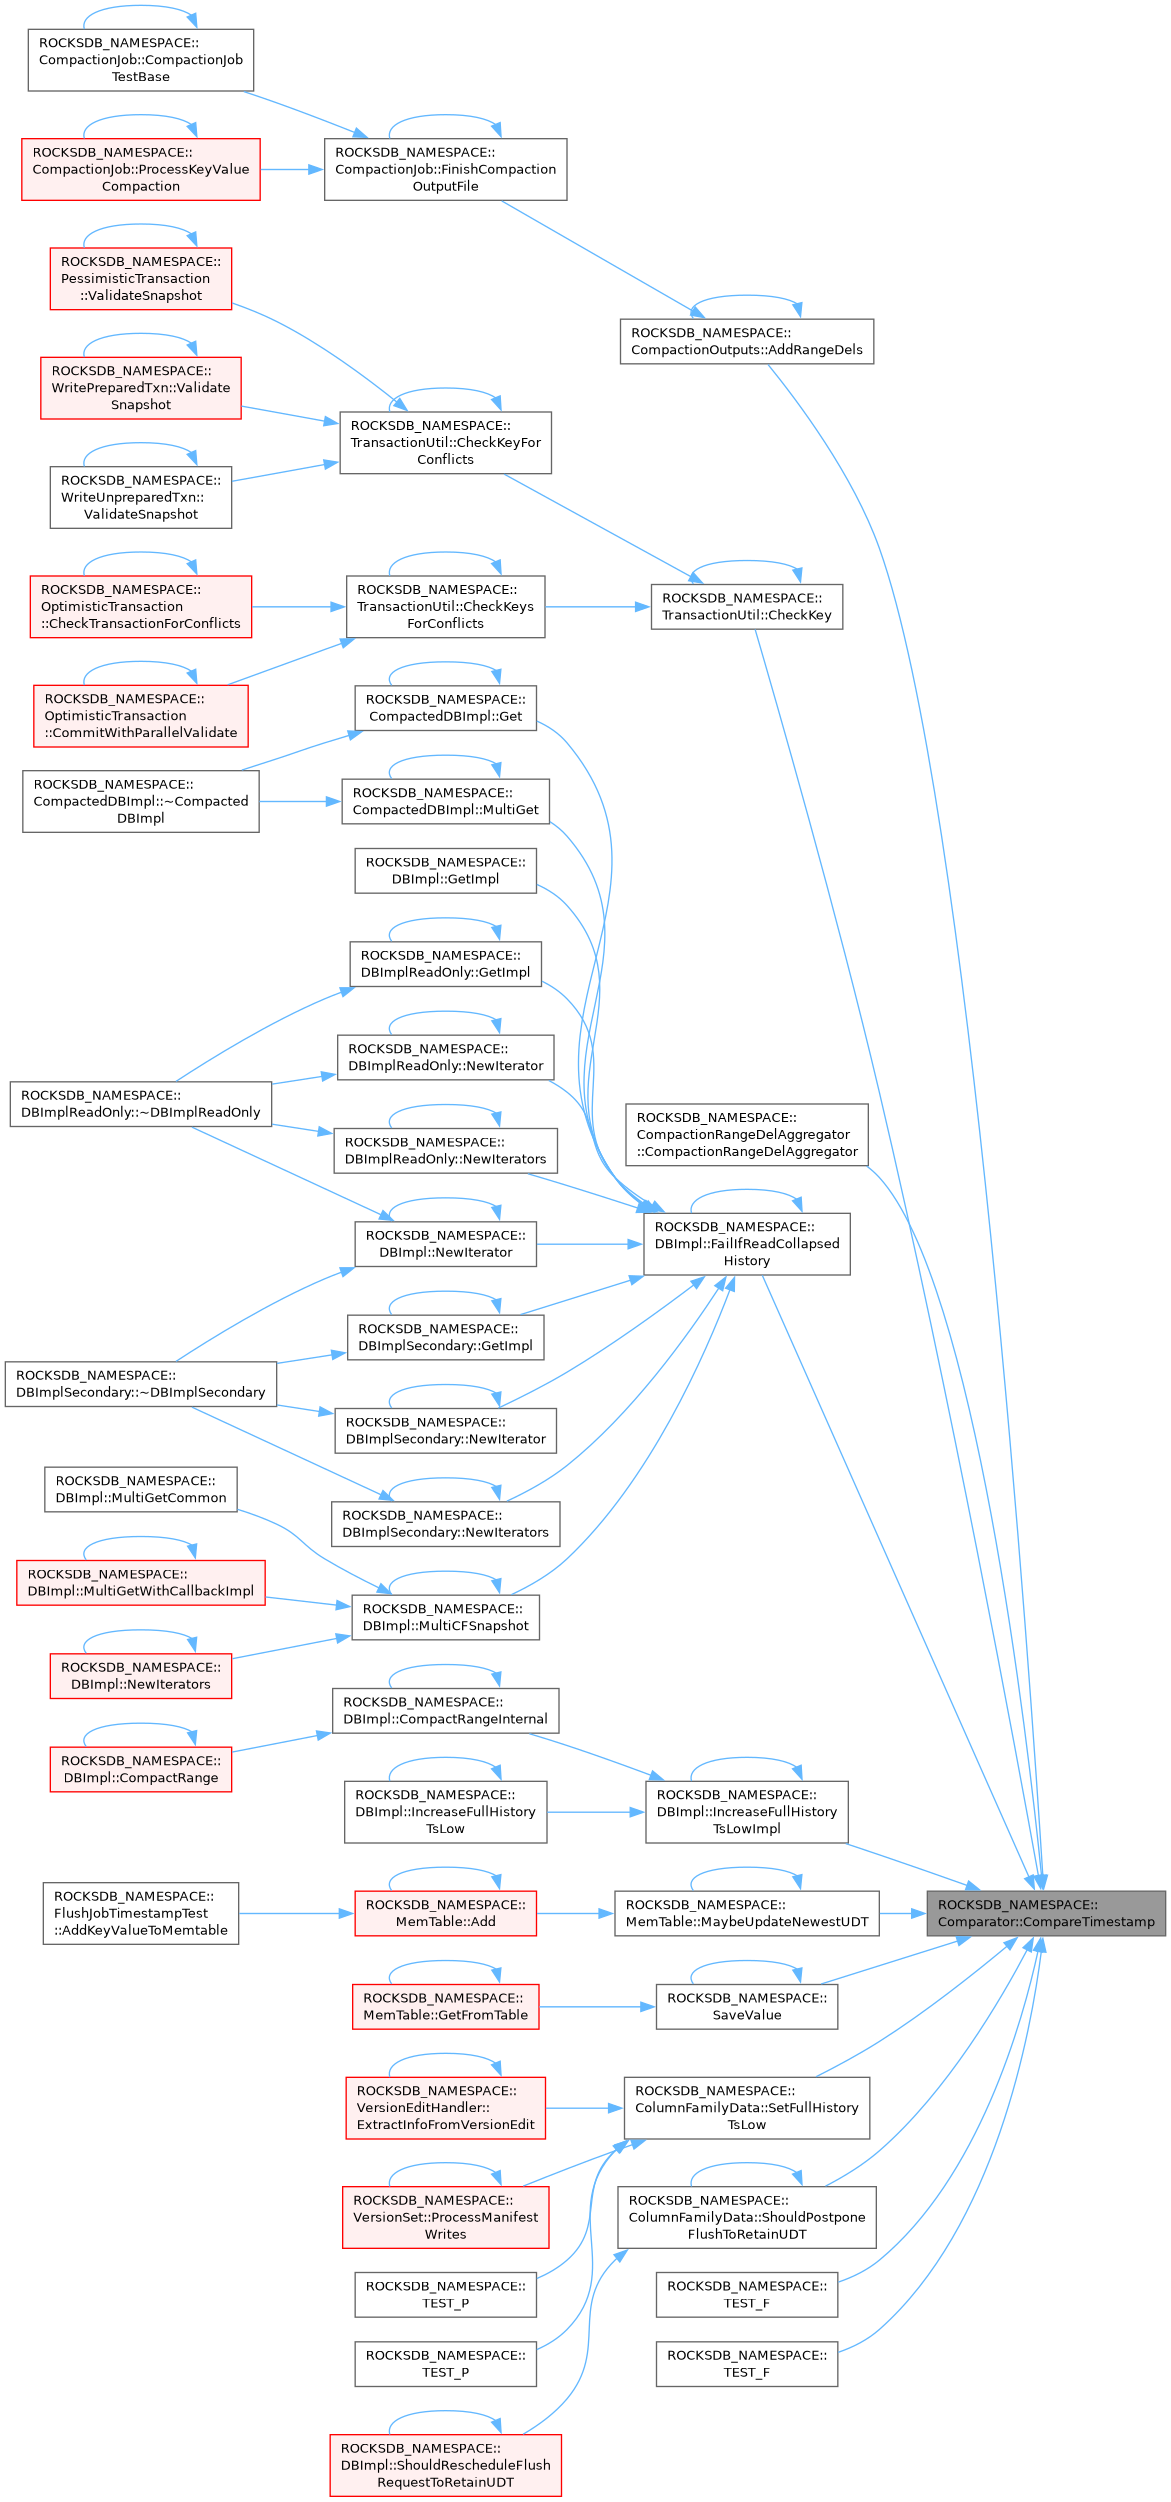 ROCKSDB_NAMESPACE::
CompactionJob::CompactionJob
TestBase
ROCKSDB_NAMESPACE::
CompactionJob::ProcessKeyValue
Compaction
ROCKSDB_NAMESPACE::
CompactionJob::FinishCompaction
OutputFile
ROCKSDB_NAMESPACE::
PessimisticTransaction
::ValidateSnapshot
ROCKSDB_NAMESPACE::
CompactionOutputs::AddRangeDels
ROCKSDB_NAMESPACE::
WritePreparedTxn::Validate
Snapshot
ROCKSDB_NAMESPACE::
TransactionUtil::CheckKeyFor
Conflicts
ROCKSDB_NAMESPACE::
WriteUnpreparedTxn::
ValidateSnapshot
ROCKSDB_NAMESPACE::
OptimisticTransaction
::CheckTransactionForConflicts
ROCKSDB_NAMESPACE::
TransactionUtil::CheckKeys
ForConflicts
ROCKSDB_NAMESPACE::
TransactionUtil::CheckKey
ROCKSDB_NAMESPACE::
OptimisticTransaction
::CommitWithParallelValidate
ROCKSDB_NAMESPACE::
CompactedDBImpl::Get
ROCKSDB_NAMESPACE::
CompactedDBImpl::~Compacted
DBImpl
ROCKSDB_NAMESPACE::
CompactedDBImpl::MultiGet
ROCKSDB_NAMESPACE::
DBImpl::GetImpl
ROCKSDB_NAMESPACE::
DBImplReadOnly::GetImpl
ROCKSDB_NAMESPACE::
DBImplReadOnly::NewIterator
ROCKSDB_NAMESPACE::
DBImplReadOnly::~DBImplReadOnly
ROCKSDB_NAMESPACE::
DBImplReadOnly::NewIterators
ROCKSDB_NAMESPACE::
CompactionRangeDelAggregator
::CompactionRangeDelAggregator
ROCKSDB_NAMESPACE::
DBImpl::NewIterator
ROCKSDB_NAMESPACE::
DBImpl::FailIfReadCollapsed
History
ROCKSDB_NAMESPACE::
DBImplSecondary::GetImpl
ROCKSDB_NAMESPACE::
DBImplSecondary::~DBImplSecondary
ROCKSDB_NAMESPACE::
DBImplSecondary::NewIterator
ROCKSDB_NAMESPACE::
DBImpl::MultiGetCommon
ROCKSDB_NAMESPACE::
DBImplSecondary::NewIterators
ROCKSDB_NAMESPACE::
DBImpl::MultiGetWithCallbackImpl
ROCKSDB_NAMESPACE::
DBImpl::MultiCFSnapshot
ROCKSDB_NAMESPACE::
DBImpl::NewIterators
ROCKSDB_NAMESPACE::
DBImpl::CompactRangeInternal
ROCKSDB_NAMESPACE::
DBImpl::CompactRange
ROCKSDB_NAMESPACE::
DBImpl::IncreaseFullHistory
TsLow
ROCKSDB_NAMESPACE::
DBImpl::IncreaseFullHistory
TsLowImpl
ROCKSDB_NAMESPACE::
FlushJobTimestampTest
::AddKeyValueToMemtable
ROCKSDB_NAMESPACE::
MemTable::Add
ROCKSDB_NAMESPACE::
MemTable::MaybeUpdateNewestUDT
ROCKSDB_NAMESPACE::
Comparator::CompareTimestamp
ROCKSDB_NAMESPACE::
MemTable::GetFromTable
ROCKSDB_NAMESPACE::
SaveValue
ROCKSDB_NAMESPACE::
VersionEditHandler::
ExtractInfoFromVersionEdit
ROCKSDB_NAMESPACE::
ColumnFamilyData::SetFullHistory
TsLow
ROCKSDB_NAMESPACE::
VersionSet::ProcessManifest
Writes
ROCKSDB_NAMESPACE::
ColumnFamilyData::ShouldPostpone
FlushToRetainUDT
ROCKSDB_NAMESPACE::
TEST_P
ROCKSDB_NAMESPACE::
TEST_F
ROCKSDB_NAMESPACE::
TEST_P
ROCKSDB_NAMESPACE::
TEST_F
ROCKSDB_NAMESPACE::
DBImpl::ShouldRescheduleFlush
RequestToRetainUDT